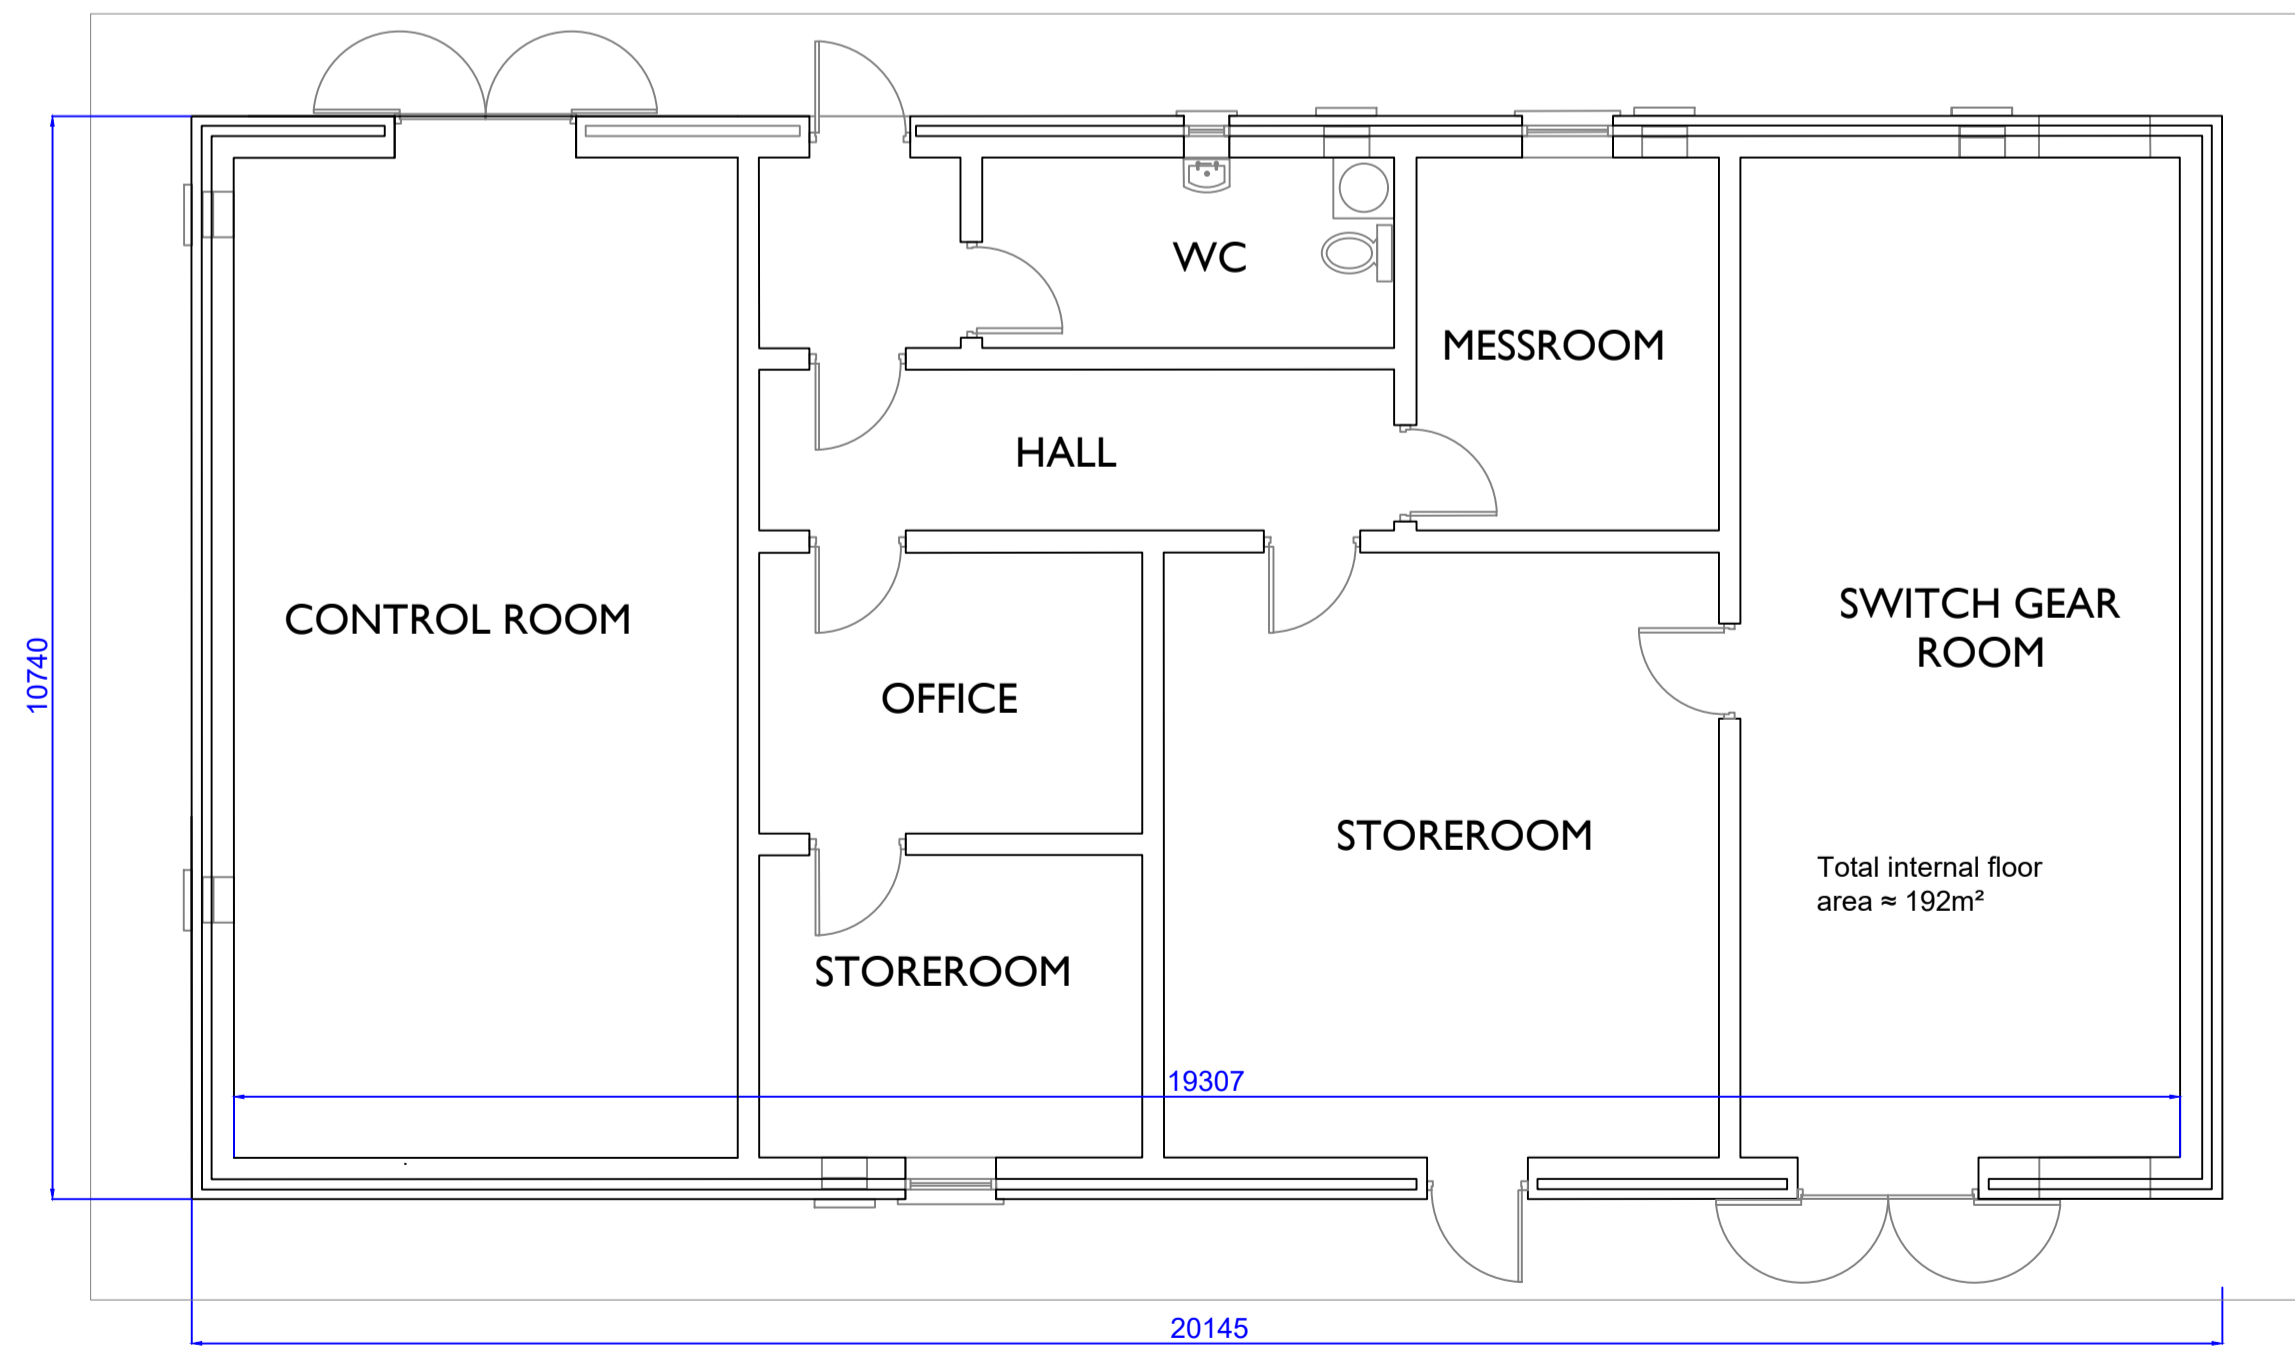 WC
MESSROOM
HALL
CONTROL ROOM
SWITCH GEAR
ROOM
10740
OFFICE
STOREROOM
Total internal floor
area ≈ 192m²
STOREROOM
19307
20145